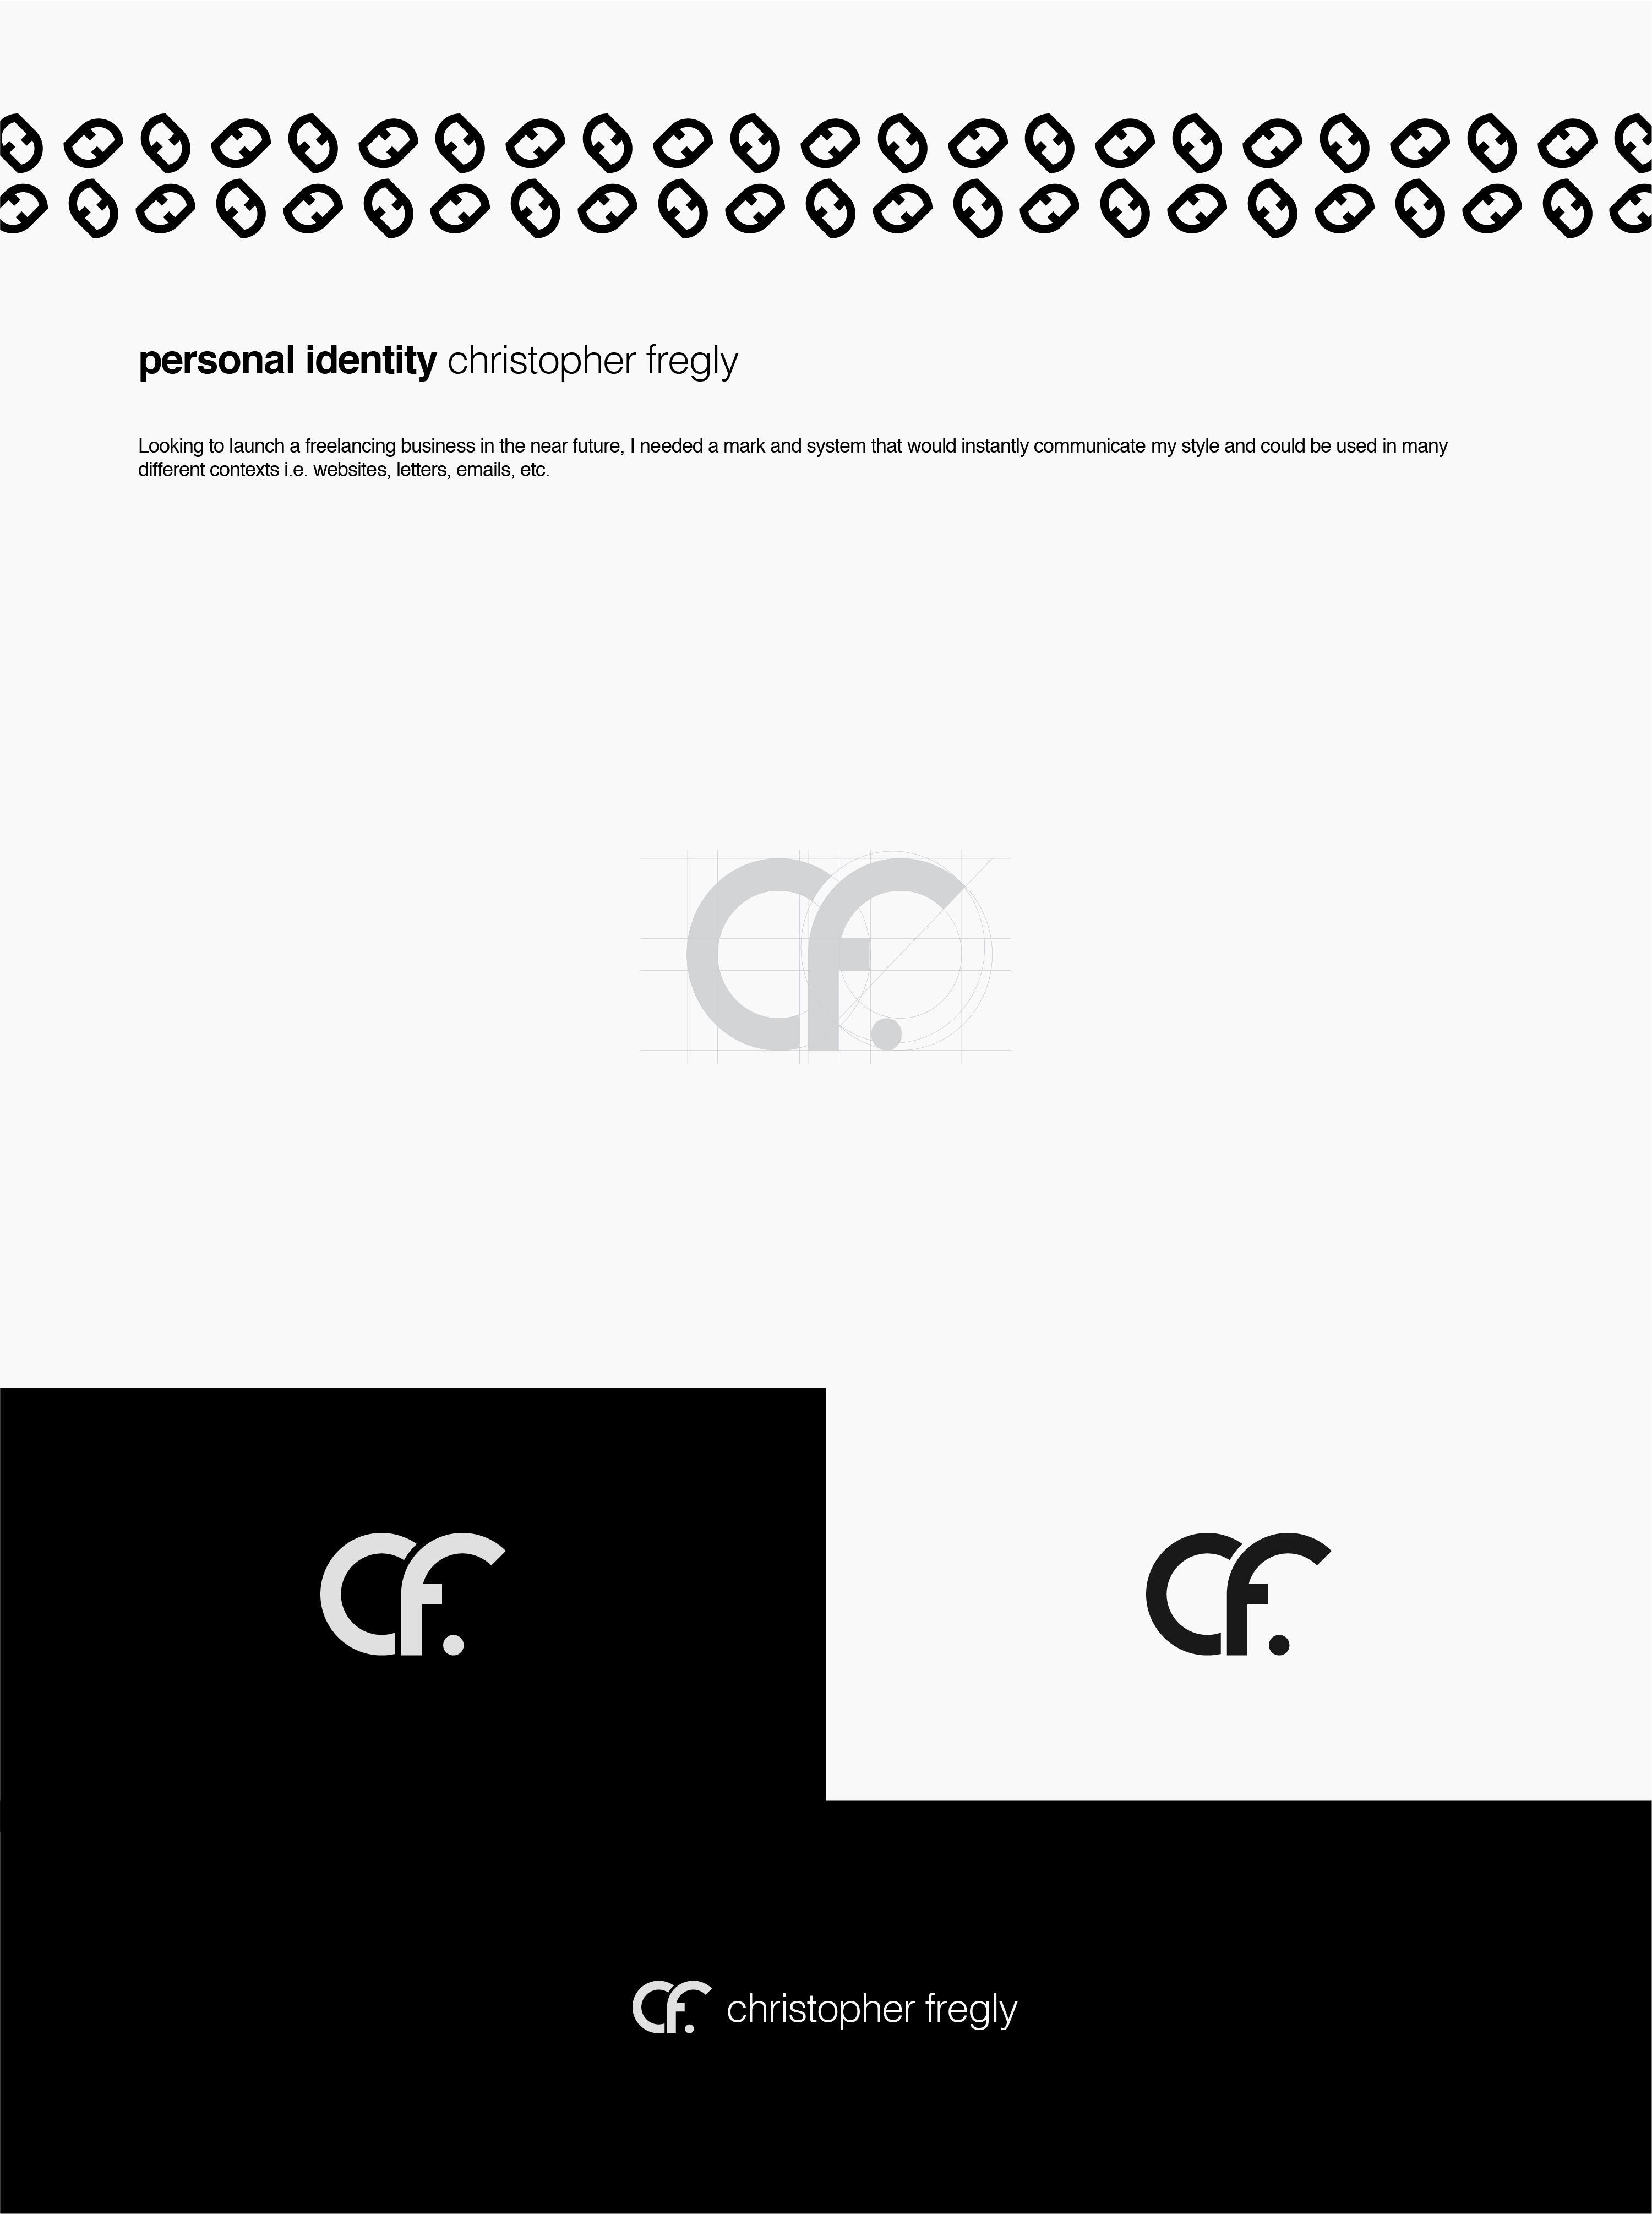 personal identity christopher fregly
Looking to launch a freelancing business in the near future, I needed a mark and system that would instantly communicate my style and could be used in many
different contexts i.e. websites, letters, emails, etc.
cf.
cf.
cf.
cf. christopher fregly